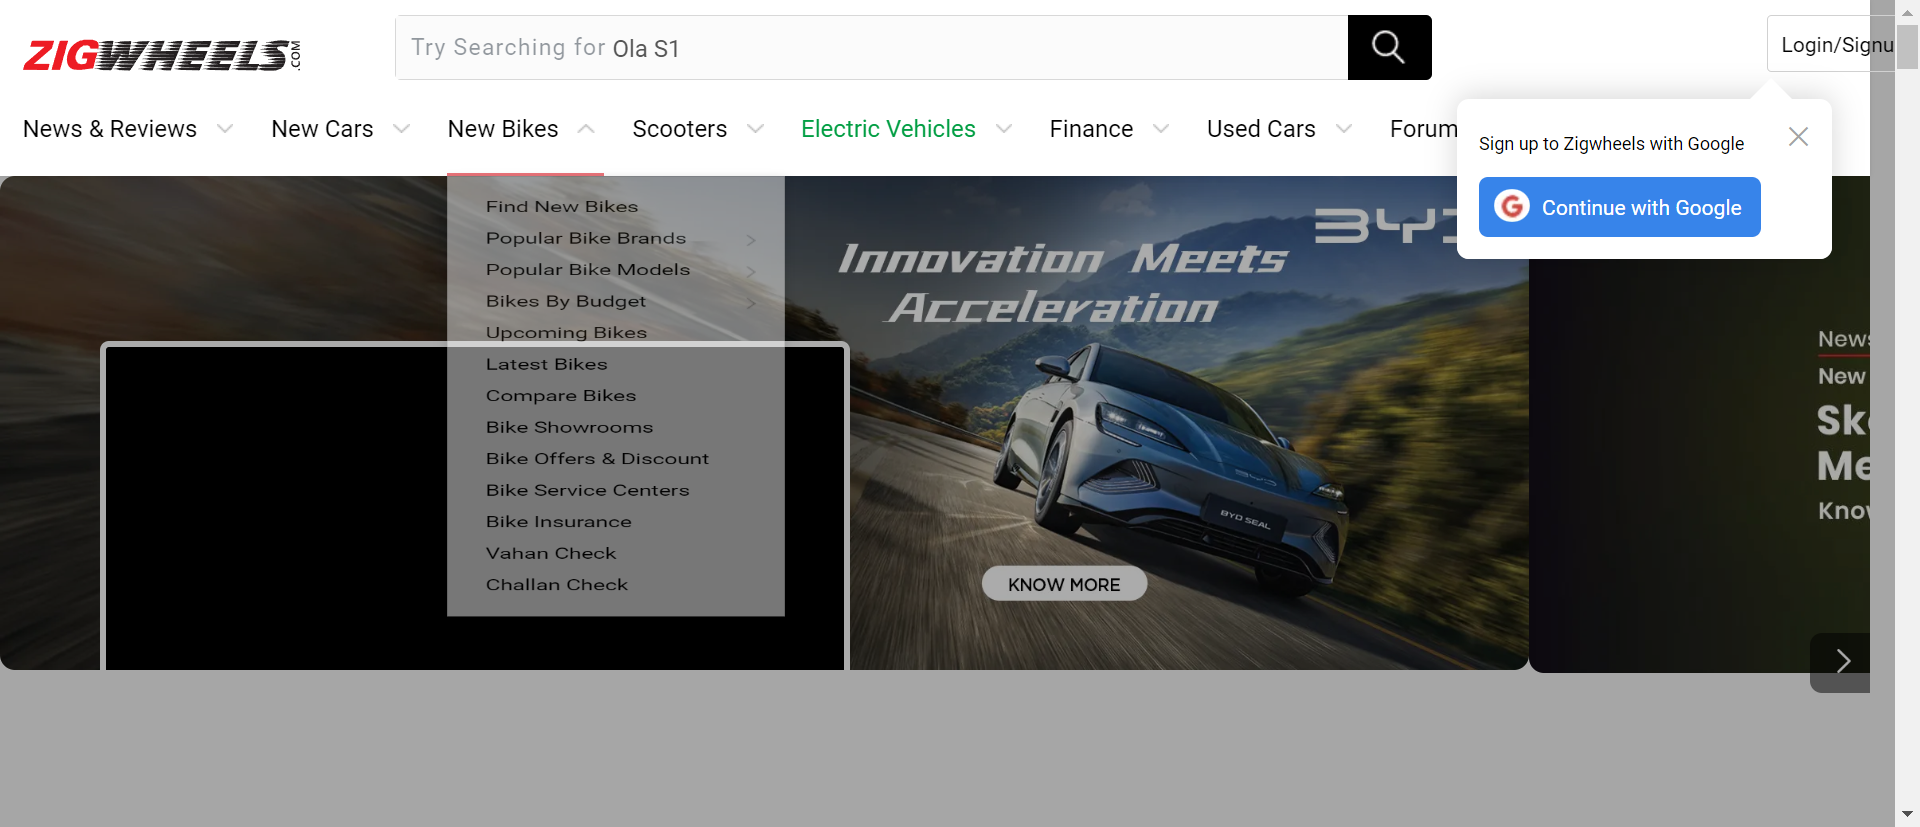 ZIGWHEELS.COM
Try Searching for Ola S1
Login/Signu
News & Reviews
New Cars
New Bikes
Scooters
Electric Vehicles
Finance
Used Cars
Forum
Sign up to Zigwheels with Google
Continue with Google
Find New Bikes
Popular Bike Brands
Popular Bike Models
Bikes By Budget
Upcoming Bikes
Latest Bikes
Compare Bikes
Bike Showrooms
Bike Offers & Discount
Bike Service Centers
Bike Insurance
Vahan Check
Challan Check
BY
Innovation Meets
Acceleration
BYD
BYD SEAL
KNOW MORE
News
New
Sk
Me
Know